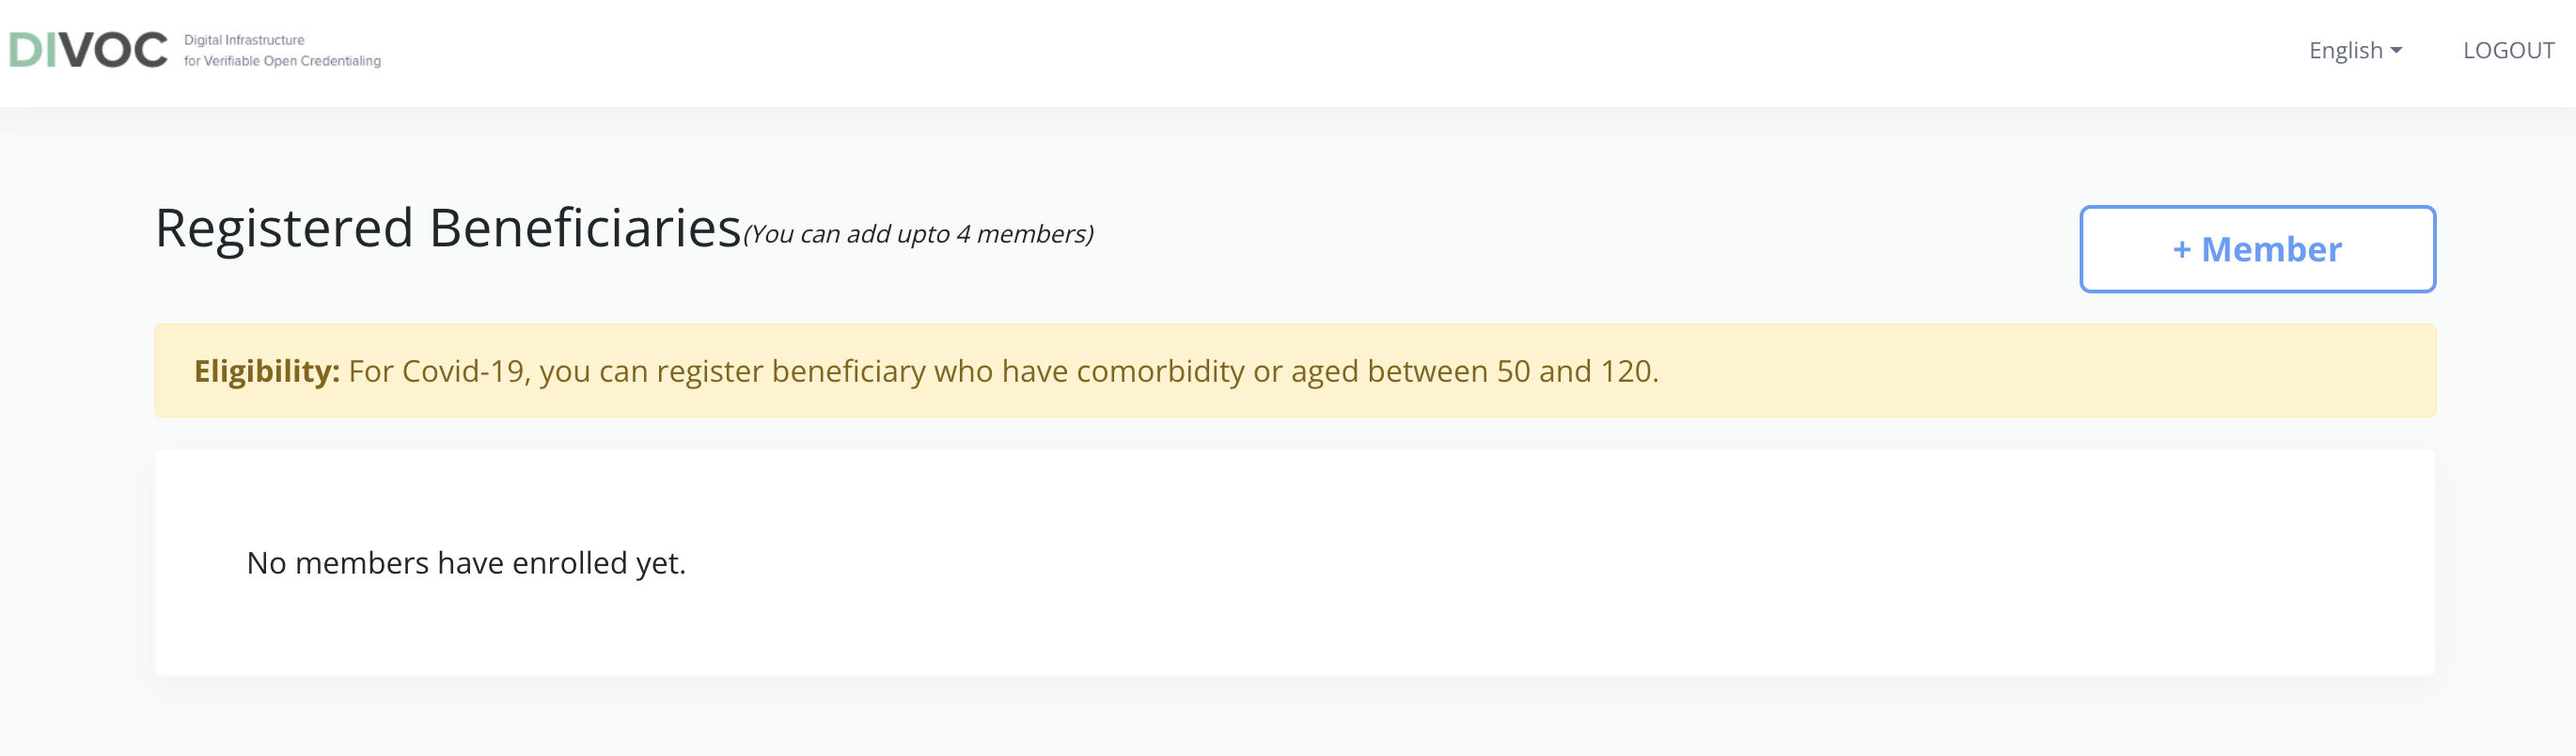 DIVOC
Digital Infrastructure
for Verifiable Open Credentialing
English
LOGOUT
Registered Beneficiaries(You can add upto 4 members)
+ Member
Eligibility: For Covid-19, you can register beneficiary who have comorbidity or aged between 50 and 120.
No members have enrolled yet.